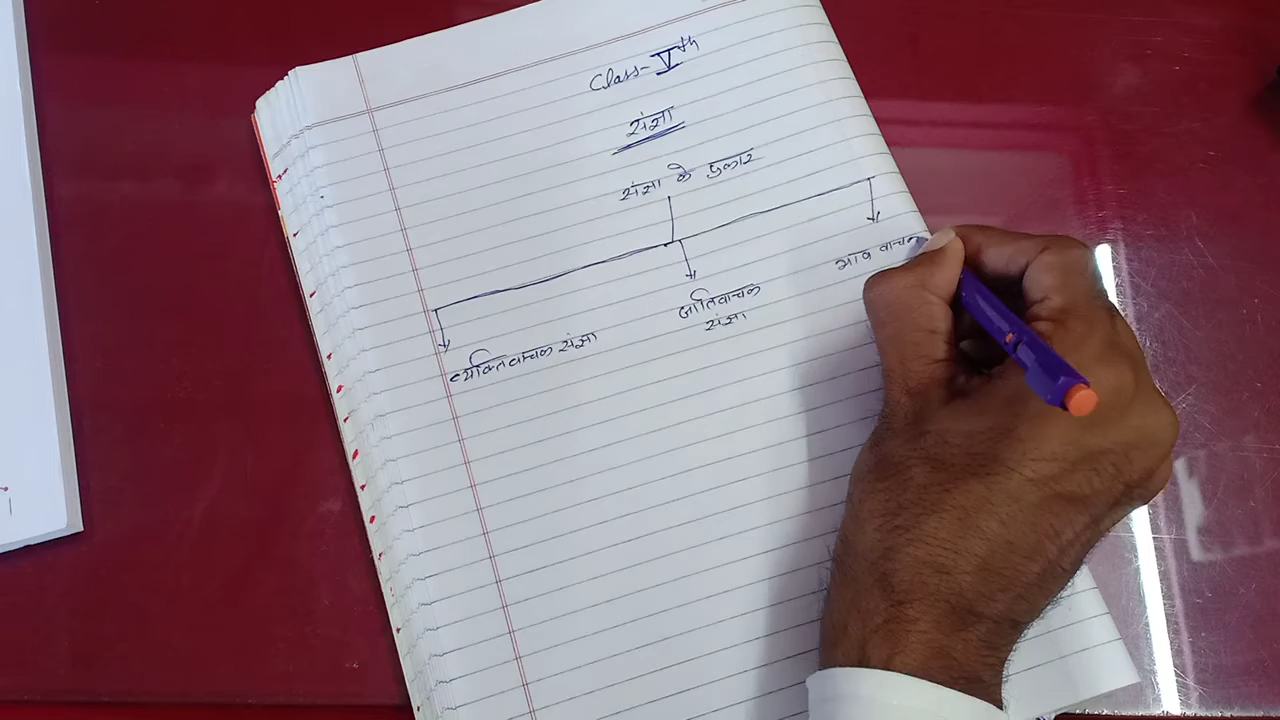 Class- Vth
संज्ञा
संज्ञा के प्रकार
व्यक्तिवाचक संज्ञा
जातिवाचक
संज्ञा
भाव वाचक